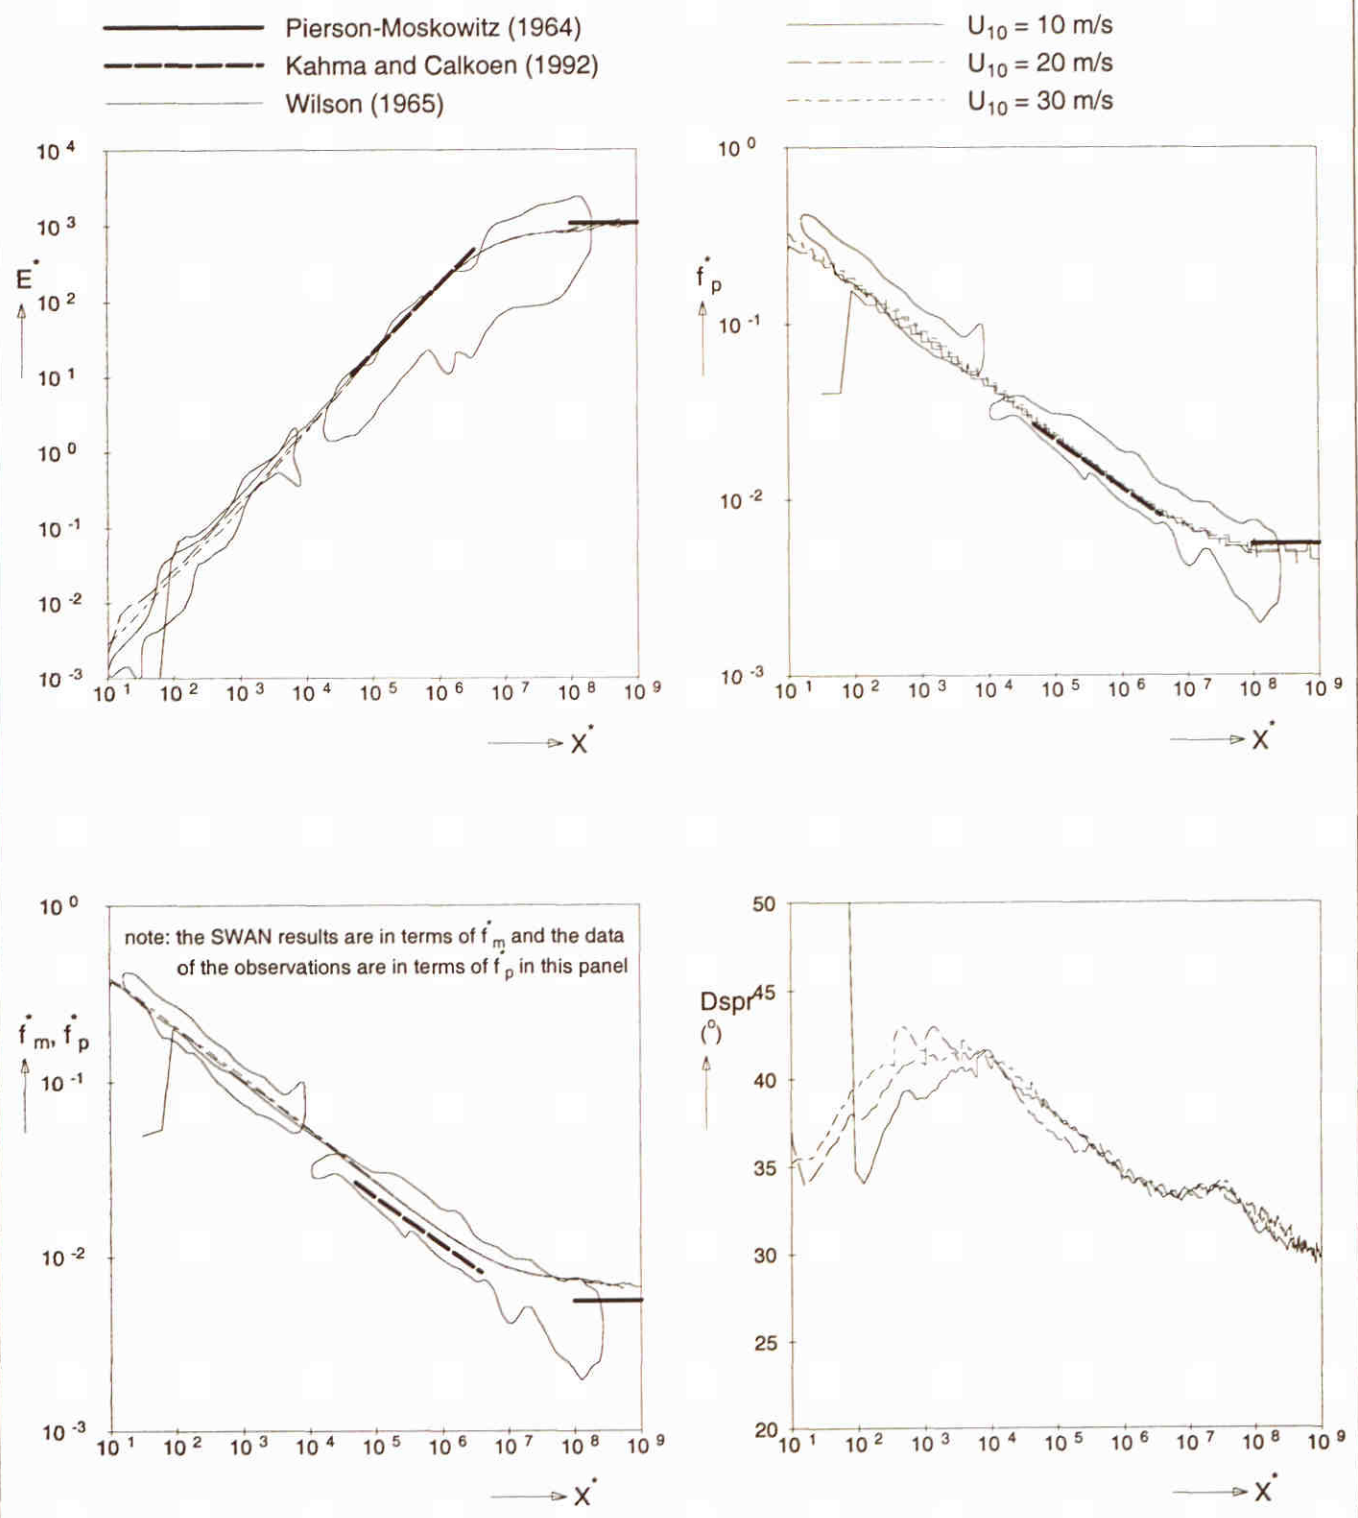 Pierson-Moskowitz (1964)
Kahma and Calkoen (1992)
Wilson (1965)
U10 = 10 m/s
U10 = 20 m/s
U10 = 30 m/s
10 4
10 3
10 2
10 1
10 0
10 -1
10 -2
10 -3
E*
10 1 10 2 10 3 10 4 10 5 10 6 10 7 10 8 10 9
X*
10 0
10 -1
10 -2
10 -3
f*p
10 1 10 2 10 3 10 4 10 5 10 6 10 7 10 8 10 9
X*
10 0
10 -1
10 -2
10 -3
note: the SWAN results are in terms of f*m and the data
of the observations are in terms of f*p in this panel
f*m, f*p
10 1 10 2 10 3 10 4 10 5 10 6 10 7 10 8 10 9
X*
50
45
40
35
30
25
20
Dspr
(o)
10 1 10 2 10 3 10 4 10 5 10 6 10 7 10 8 10 9
X*